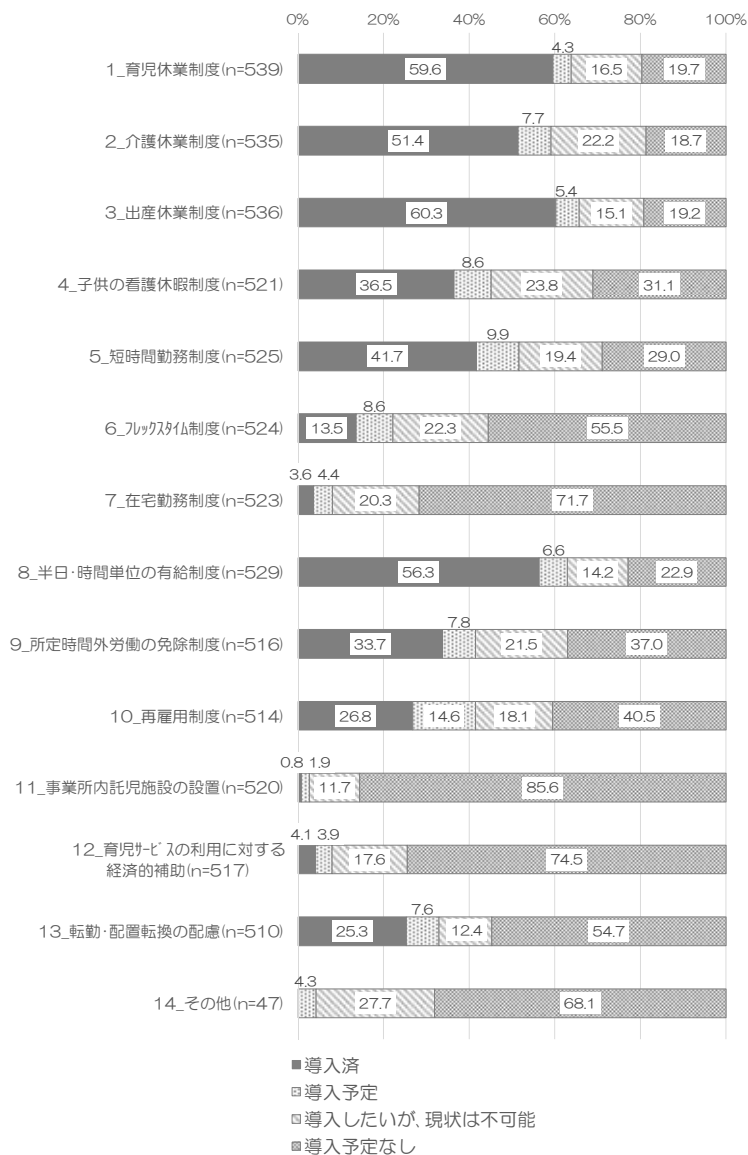 0% 20% 40% 60% 80% 100%
1_育児休業制度(n=539) 59.6 4.3 16.5 19.7
2_介護休業制度(n=535) 51.4 7.7 22.2 18.7
3_出産休業制度(n=536) 60.3 5.4 15.1 19.2
4_子供の看護休暇制度(n=521) 36.5 8.6 23.8 31.1
5_短時間勤務制度(n=525) 41.7 9.9 19.4 29.0
6_ﾌﾚｯｸｽﾀｲﾑ制度(n=524) 13.5 8.6 22.3 55.5
7_在宅勤務制度(n=523) 3.6 4.4 20.3 71.7
8_半日･時間単位の有給制度(n=529) 56.3 6.6 14.2 22.9
9_所定時間外労働の免除制度(n=516) 33.7 7.8 21.5 37.0
10_再雇用制度(n=514) 26.8 14.6 18.1 40.5
11_事業所内託児施設の設置(n=520) 0.8 1.9 11.7 85.6
12_育児ｻｰﾋﾞｽの利用に対する
経済的補助(n=517) 4.1 3.9 17.6 74.5
13_転勤･配置転換の配慮(n=510) 25.3 7.6 12.4 54.7
14_その他(n=47) 4.3 27.7 68.1
導入済
導入予定
導入したいが､現状は不可能
導入予定なし